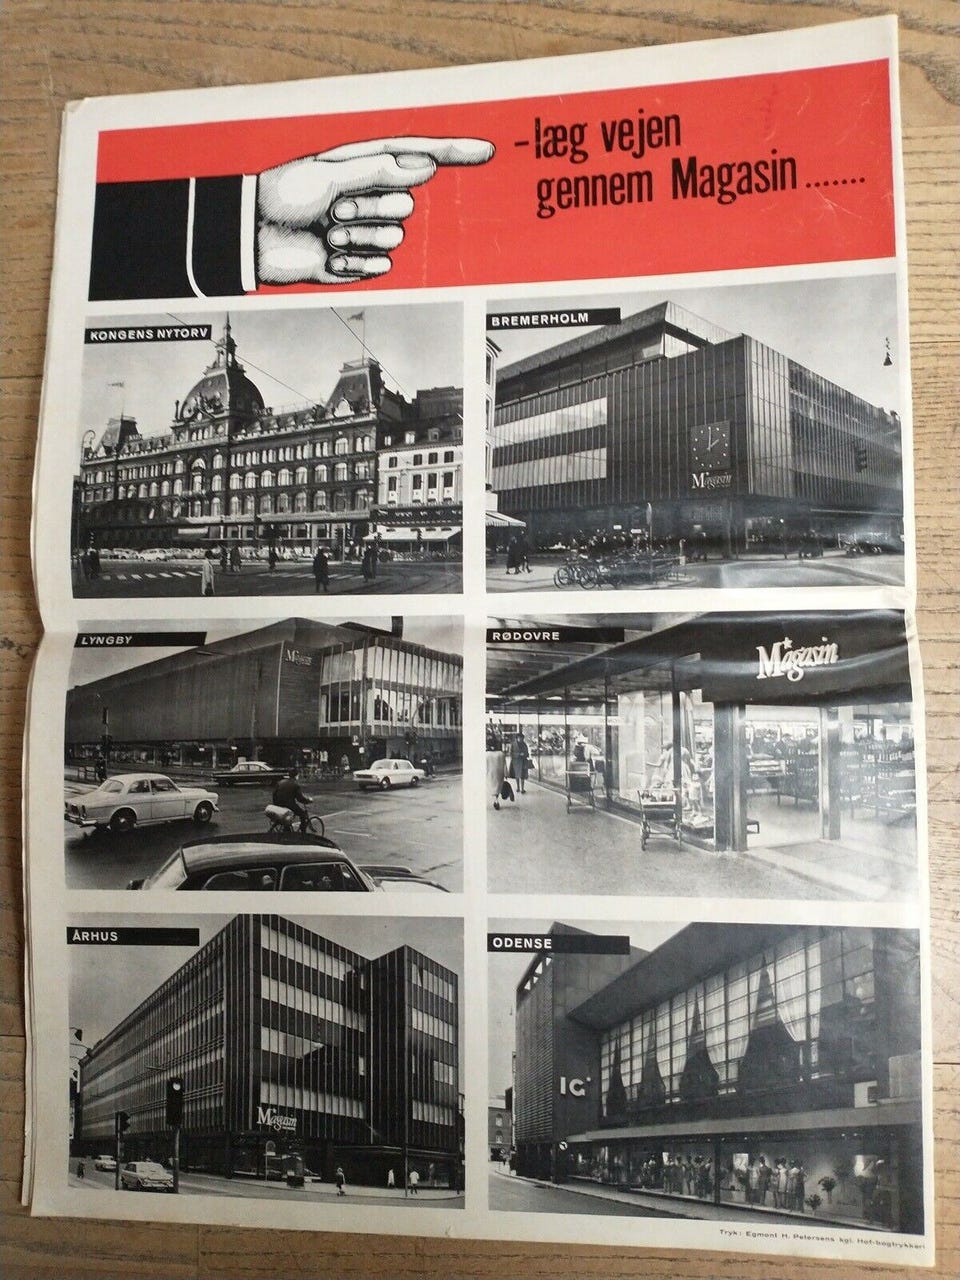 -læg vejen
gennem Magasin.......
KONGENS NYTORV
BREMERHOLM
Magasin
LYNGBY
Magasin
RØDOVRE
Magasin
ÅRHUS
Magasin
ODENSE
IG
Tryk: Egmont H. Petersens kgl. Hof-bogtrykkeri